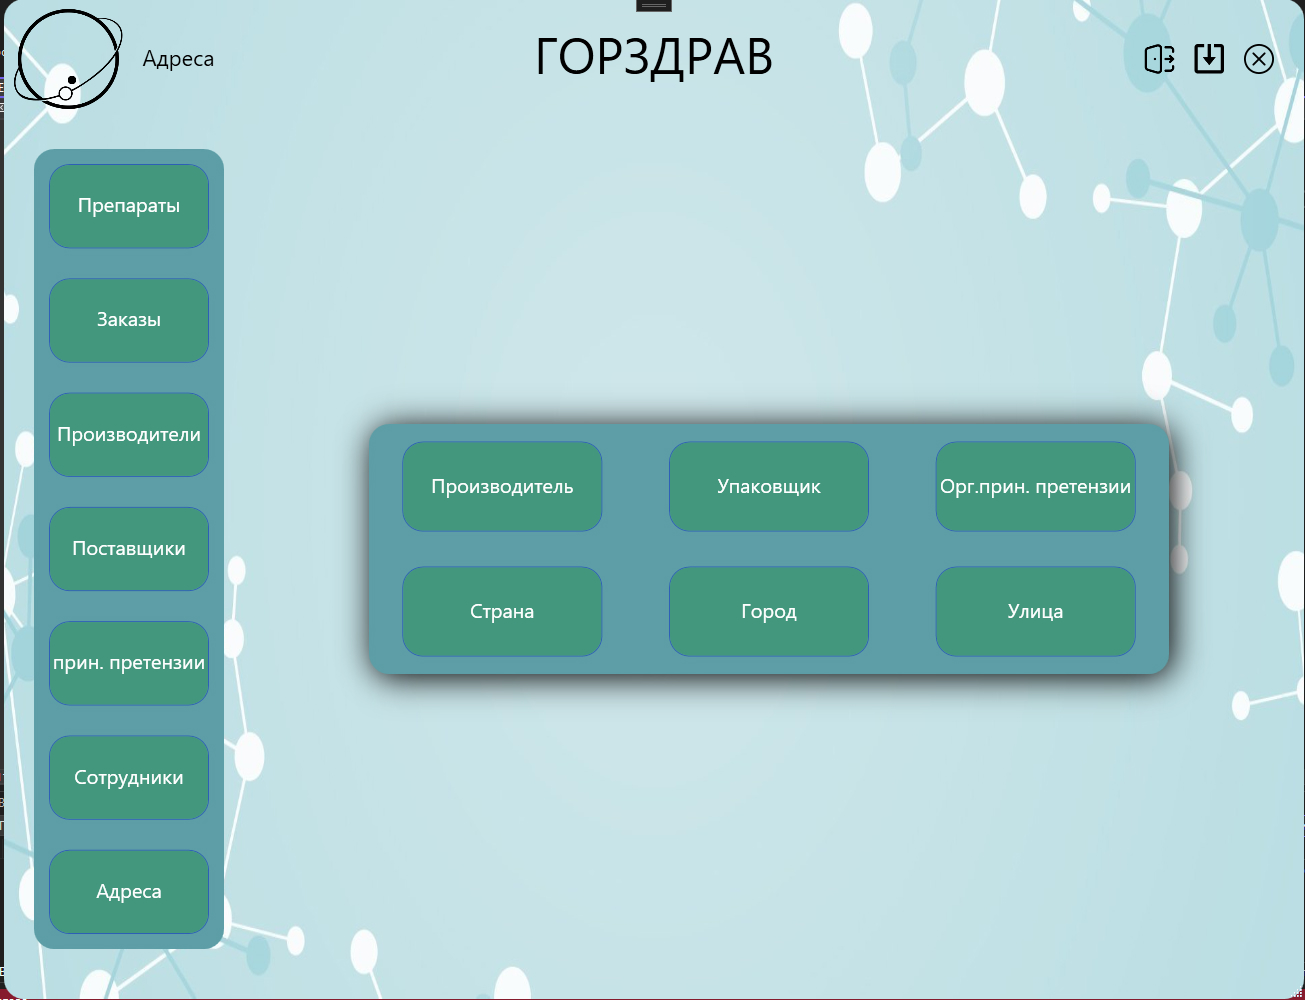 Адреса
ГОРЗДРАВ
Препараты
Заказы
Производители
Поставщики
прин. претензии
Сотрудники
Адреса
Производитель
Упаковщик
Орг.прин. претензии
Страна
Город
Улица